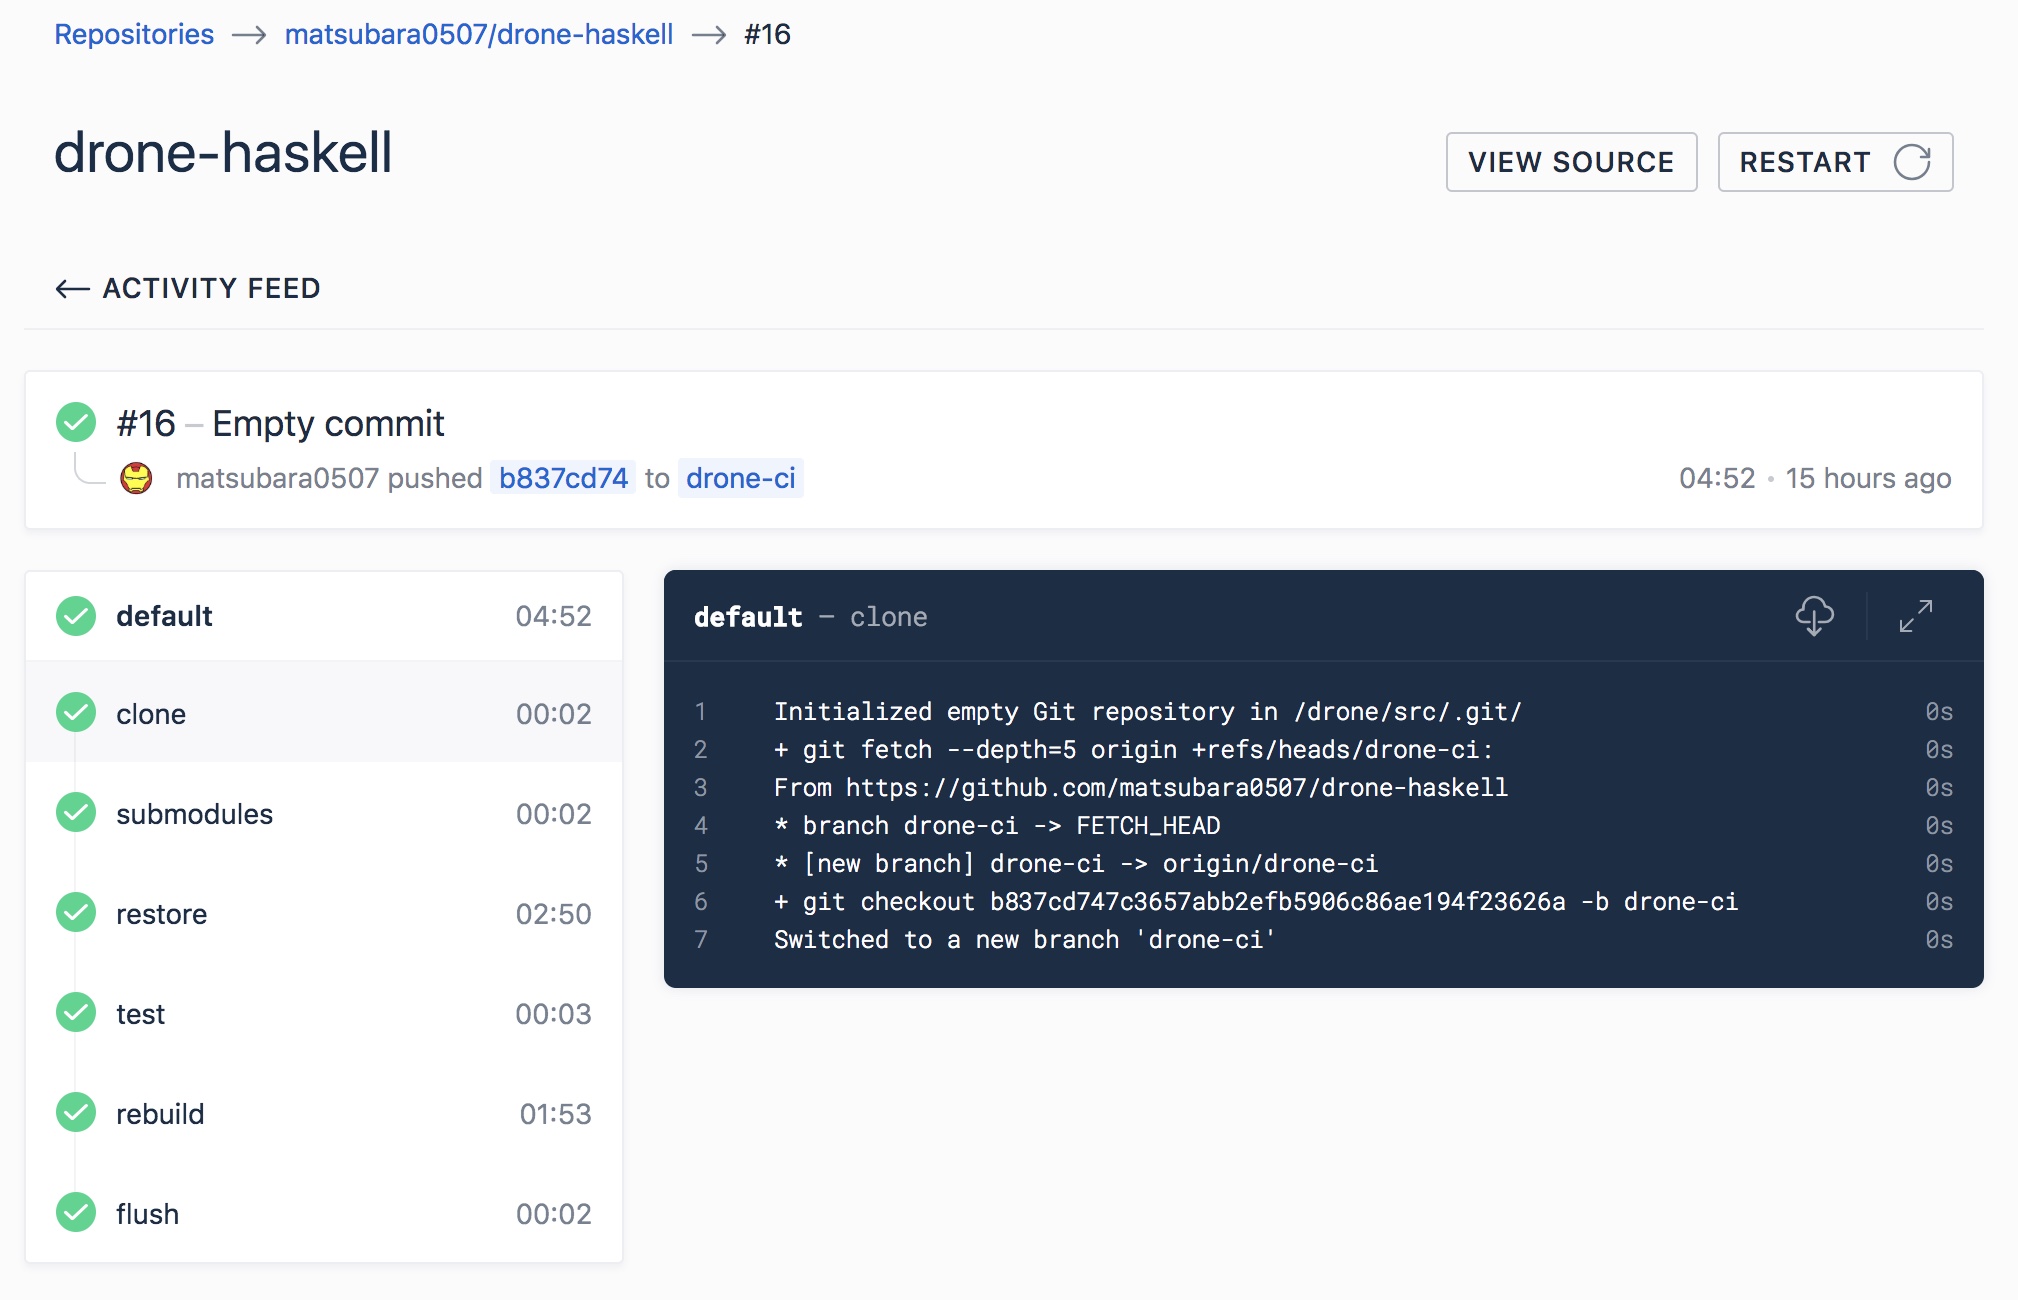 Repositories → matsubara0507/drone-haskell → #16
drone-haskell
VIEW SOURCE
RESTART
← ACTIVITY FEED
#16 – Empty commit
matsubara0507 pushed b837cd74 to drone-ci
04:52 • 15 hours ago
default 04:52
clone 00:02
submodules 00:02
restore 02:50
test 00:03
rebuild 01:53
flush 00:02
default — clone
1 Initialized empty Git repository in /drone/src/.git/ 0s
2 + git fetch --depth=5 origin +refs/heads/drone-ci: 0s
3 From https://github.com/matsubara0507/drone-haskell 0s
4 * branch drone-ci -> FETCH_HEAD 0s
5 * [new branch] drone-ci -> origin/drone-ci 0s
6 + git checkout b837cd747c3657abb2efb5906c86ae194f23626a -b drone-ci 0s
7 Switched to a new branch 'drone-ci' 0s